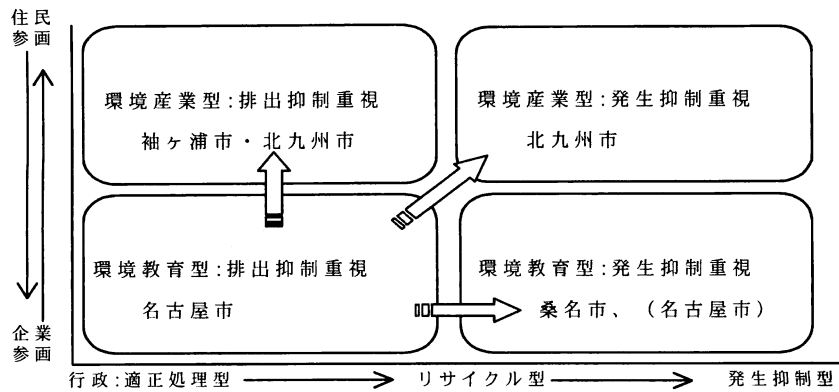 住民
参画
環境産業型:排出抑制重視
袖ヶ浦市・北九州市
環境産業型:発生抑制重視
北九州市
環境教育型:排出抑制重視
名古屋市
環境教育型:発生抑制重視
桑名市、（名古屋市）
企業
参画
行政:適正処理型
リサイクル型
発生抑制型